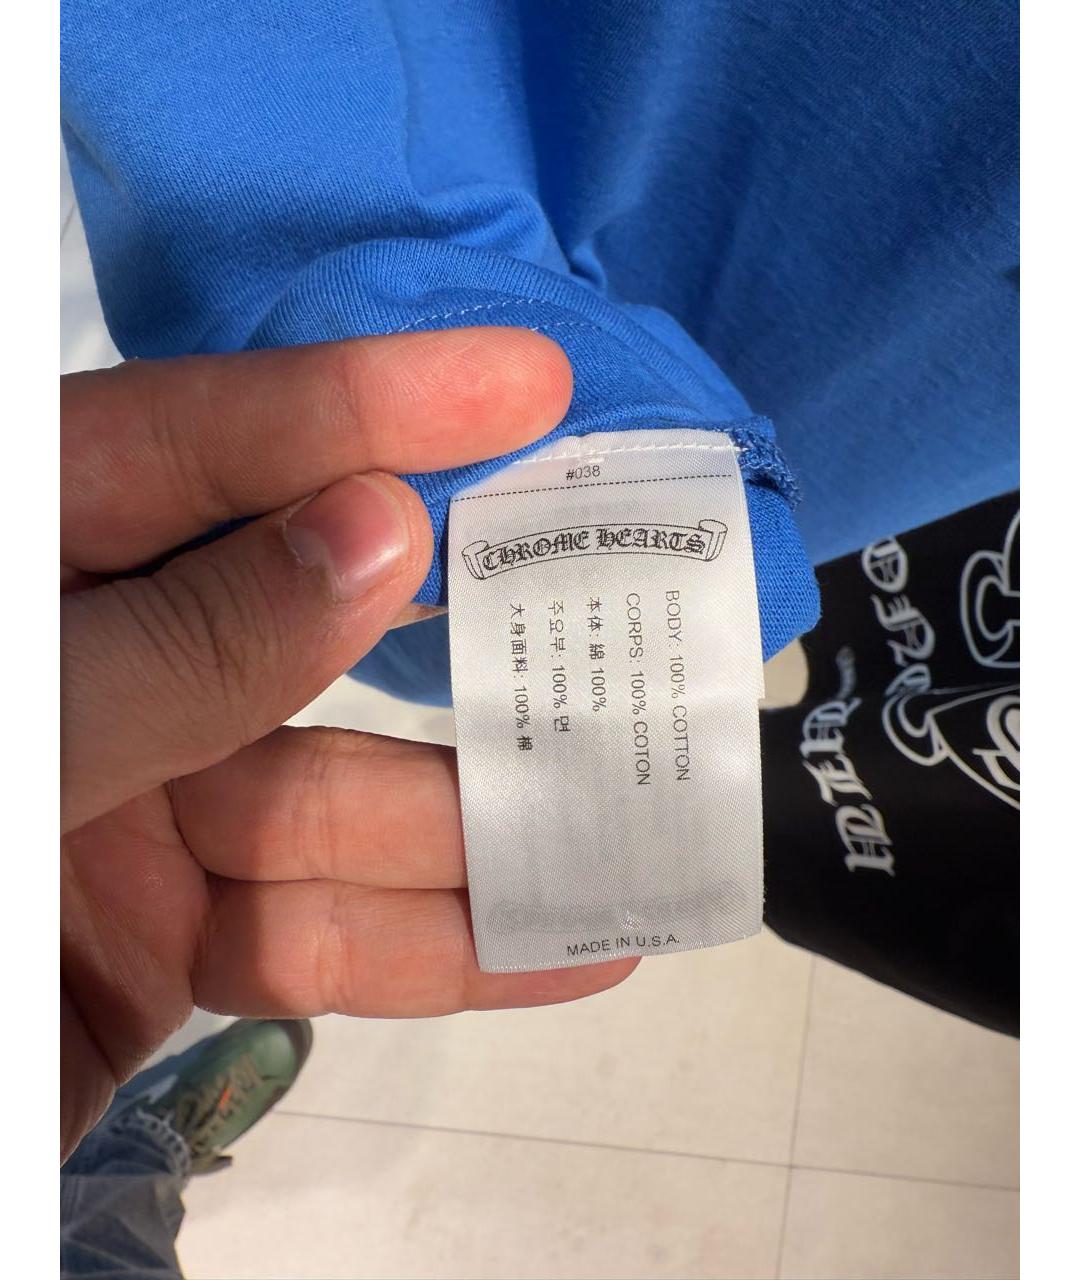 #038
CHROME HEARTS
BODY: 100% COTTON
CORPS: 100% COTON
本体: 綿 100%
주요부: 100% 면
大身面料: 100% 棉
MADE IN U.S.A.